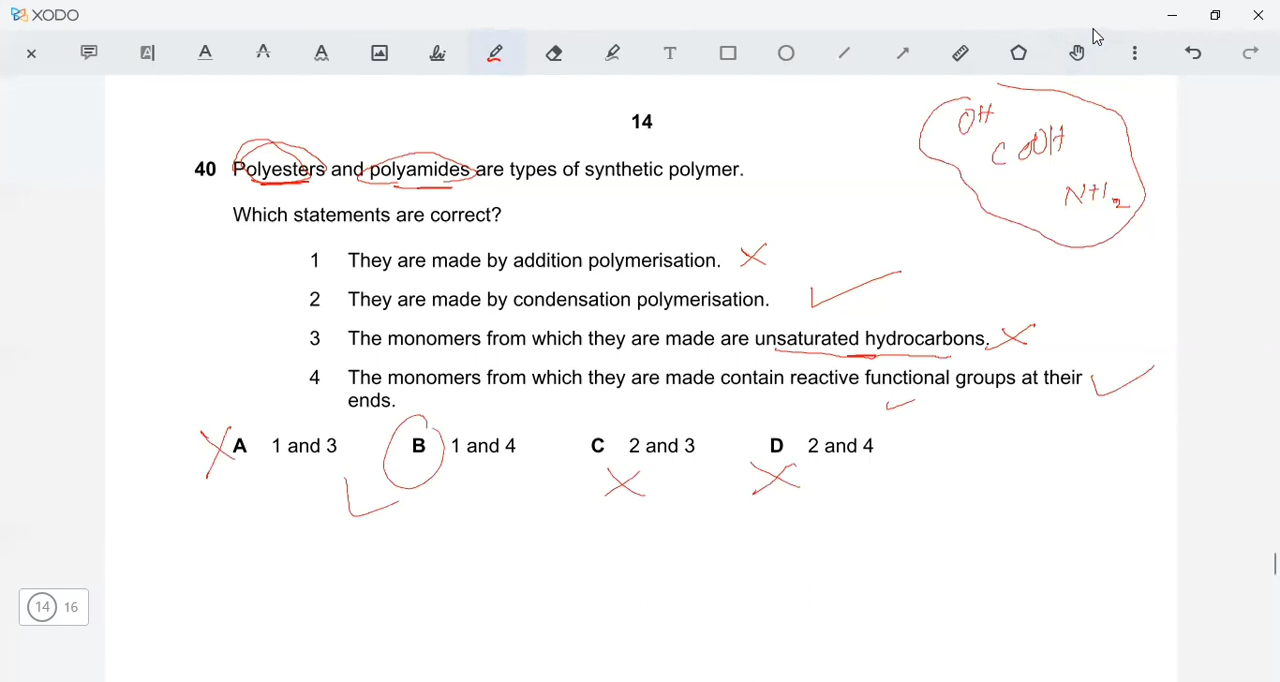 XODO
T
14
OH
COOH
NH2
40 Polyesters and polyamides are types of synthetic polymer.
Which statements are correct?
1 They are made by addition polymerisation.
2 They are made by condensation polymerisation.
3 The monomers from which they are made are unsaturated hydrocarbons.
4 The monomers from which they are made contain reactive functional groups at their
ends.
A 1 and 3 B 1 and 4 C 2 and 3 D 2 and 4
14 16